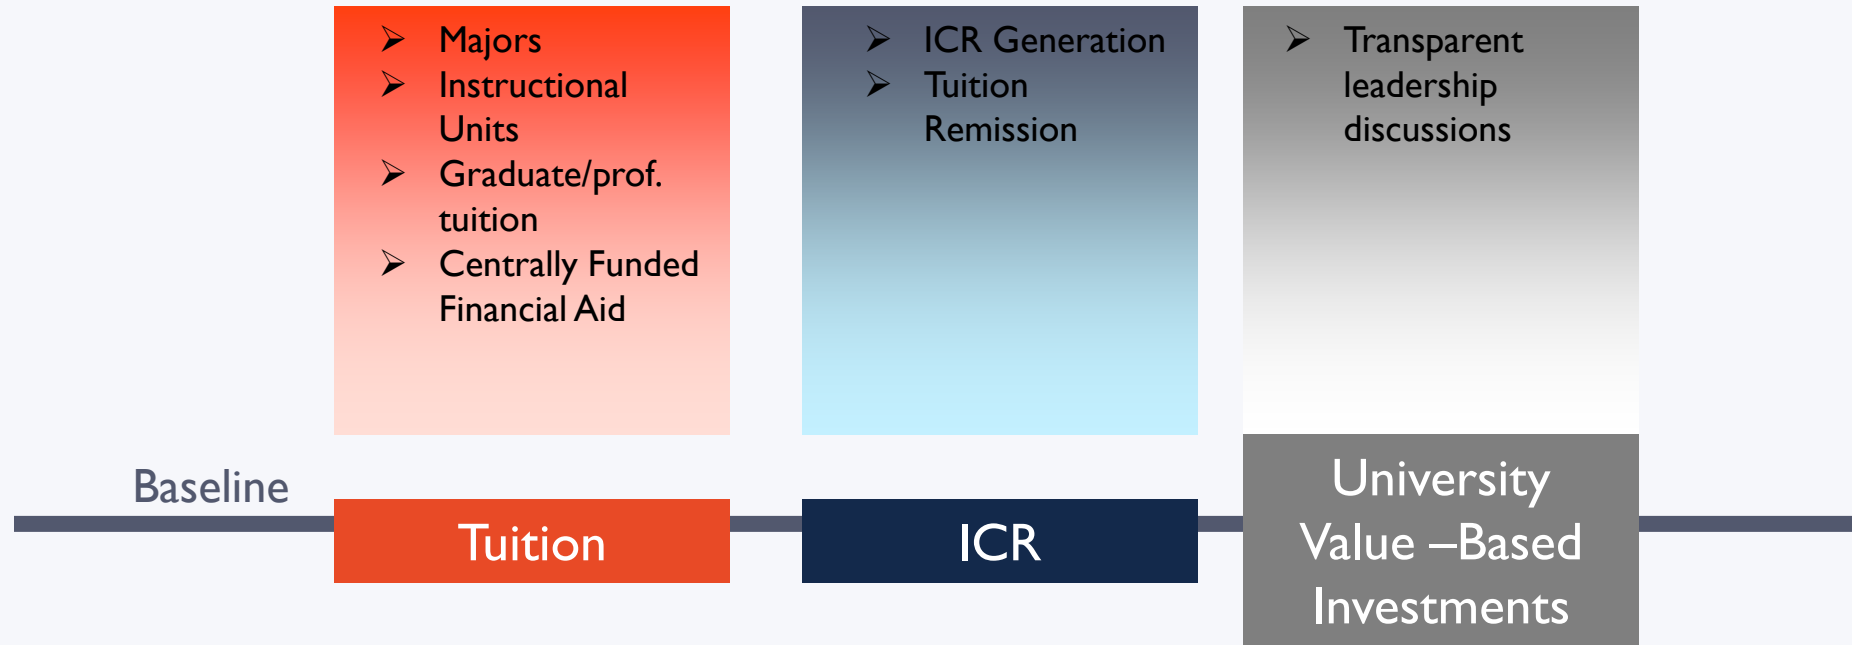 ➢ Majors
➢ Instructional
Units
➢ Graduate/prof.
tuition
➢ Centrally Funded
Financial Aid
➢ ICR Generation
➢ Tuition
Remission
➢ Transparent
leadership
discussions
Baseline
Tuition
ICR
University
Value –Based
Investments